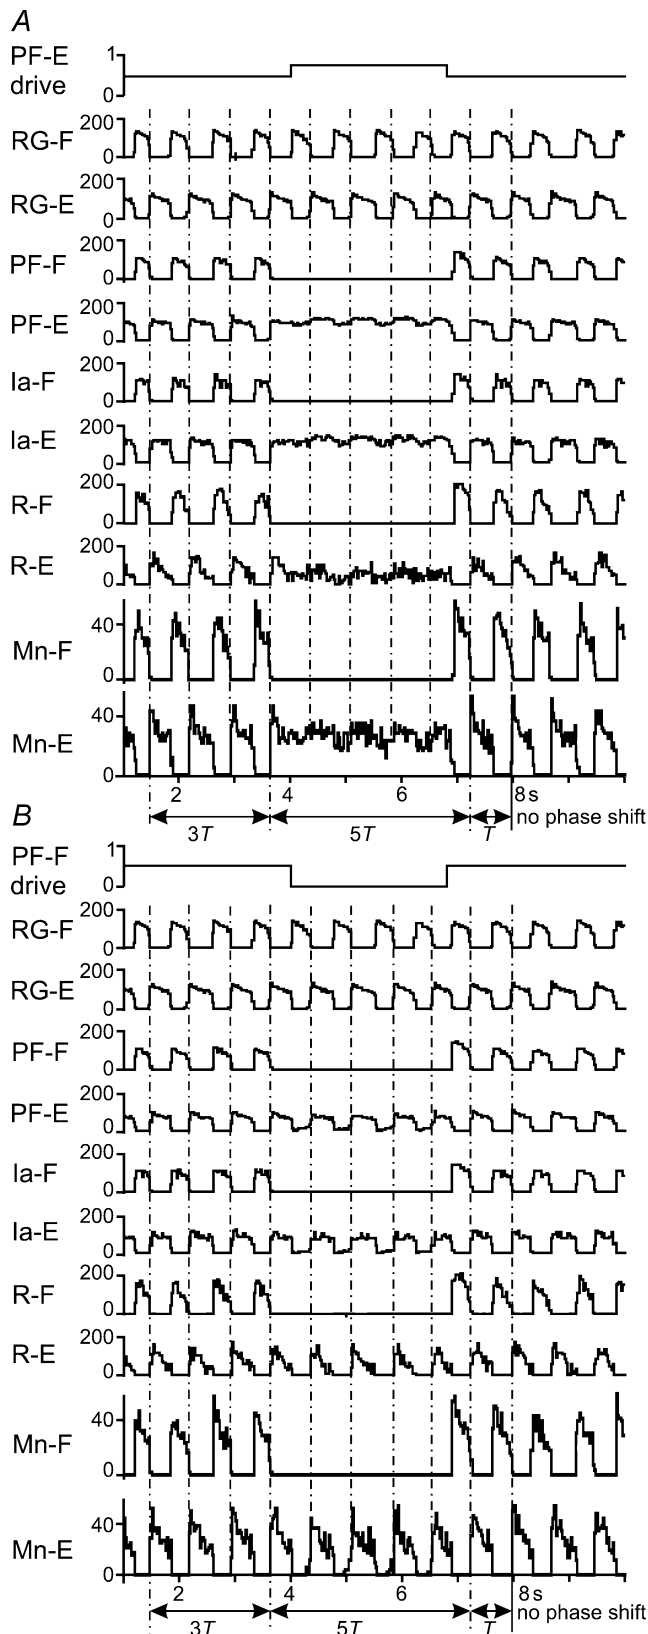 A
PF-E
drive
1
0
RG-F
200
0
RG-E
200
0
PF-F
200
0
PF-E
200
0
Ia-F
200
0
Ia-E
200
0
R-F
200
0
R-E
200
0
Mn-F
40
0
Mn-E
40
0
2
4
6
8 s
3T
5T
T
no phase shift
B
PF-F
drive
1
0
RG-F
200
0
RG-E
200
0
PF-F
200
0
PF-E
200
0
Ia-F
200
0
Ia-E
200
0
R-F
200
0
R-E
200
0
Mn-F
40
0
Mn-E
40
0
2
4
6
8 s
3T
5T
T
no phase shift